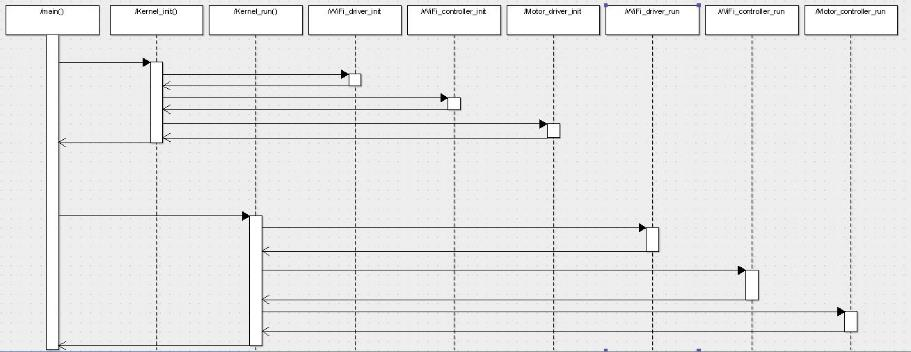 /main()
/Kernel_init()
/Kernel_run()
/WiFi_driver_init
/WiFi_controller_init
/Motor_driver_init
/WiFi_driver_run
/WiFi_controller_run
/Motor_controller_run